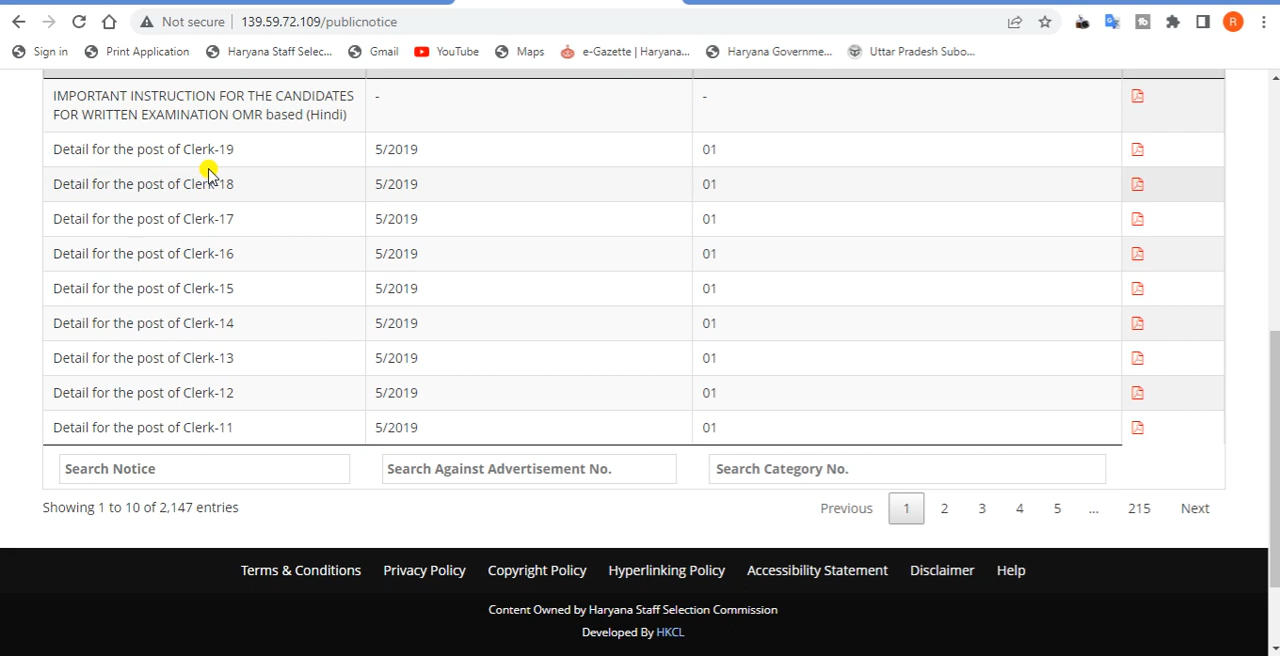 Not secure 139.59.72.109/publicnotice R
Sign in Print Application Haryana Staff Selec... Gmail YouTube Maps e-Gazette | Haryana... Haryana Governme... Uttar Pradesh Subo...
IMPORTANT INSTRUCTION FOR THE CANDIDATES - -
FOR WRITTEN EXAMINATION OMR based (Hindi)
Detail for the post of Clerk-19 5/2019 01
Detail for the post of Clerk-18 5/2019 01
Detail for the post of Clerk-17 5/2019 01
Detail for the post of Clerk-16 5/2019 01
Detail for the post of Clerk-15 5/2019 01
Detail for the post of Clerk-14 5/2019 01
Detail for the post of Clerk-13 5/2019 01
Detail for the post of Clerk-12 5/2019 01
Detail for the post of Clerk-11 5/2019 01
Search Notice Search Against Advertisement No. Search Category No.
Showing 1 to 10 of 2,147 entries Previous 1 2 3 4 5 ... 215 Next
Terms & Conditions Privacy Policy Copyright Policy Hyperlinking Policy Accessibility Statement Disclaimer Help
Content Owned by Haryana Staff Selection Commission
Developed By HKCL